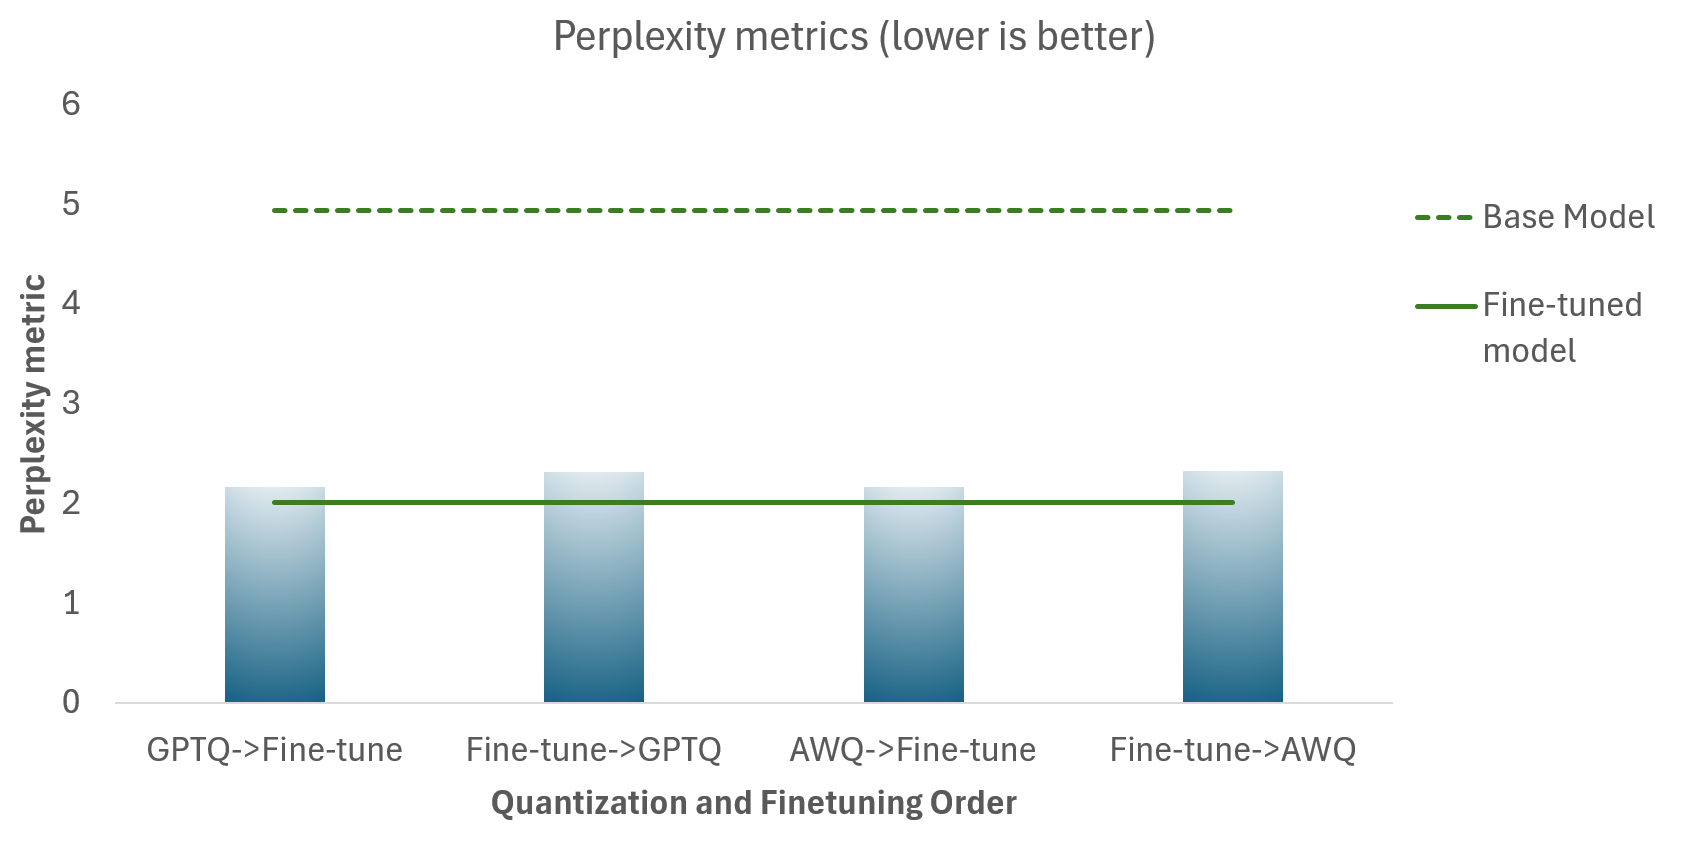 Perplexity metrics (lower is better)
6
5
4
3
2
1
0
Perplexity metric
GPTQ->Fine-tune
Fine-tune->GPTQ
AWQ->Fine-tune
Fine-tune->AWQ
Quantization and Finetuning Order
Base Model
Fine-tuned
model